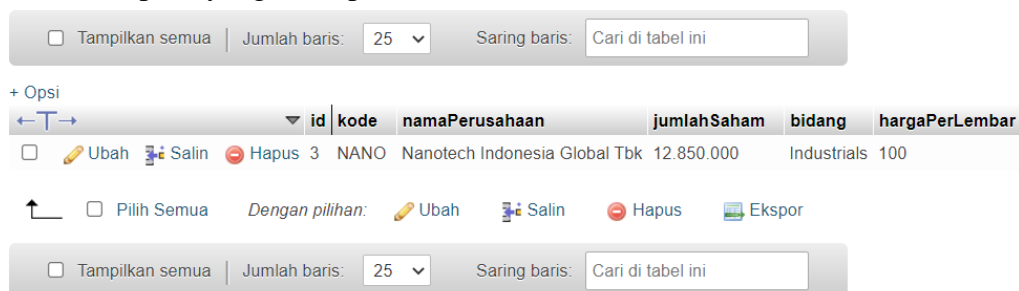 Tampilkan semua | Jumlah baris: 25 Saring baris: Cari di tabel ini
+ Opsi
←T→ id kode namaPerusahaan jumlahSaham bidang hargaPerLembar
Ubah Salin Hapus 3 NANO Nanotech Indonesia Global Tbk 12.850.000 Industrials 100
Pilih Semua Dengan pilihan: Ubah Salin Hapus Ekspor
Tampilkan semua | Jumlah baris: 25 Saring baris: Cari di tabel ini